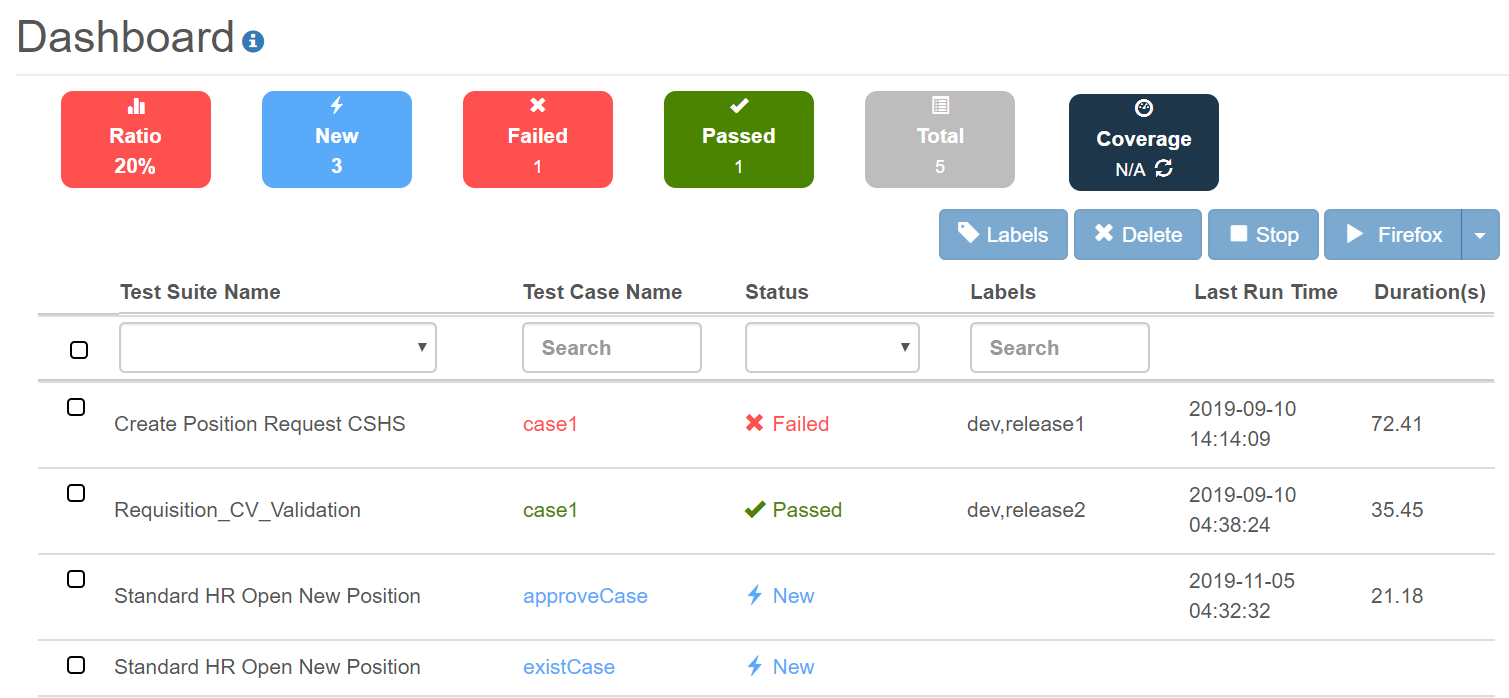 Dashboard
Ratio
20%
New
3
Failed
1
Passed
1
Total
5
Coverage
N/A
Labels Delete Stop Firefox
Test Suite Name Test Case Name Status Labels Last Run Time Duration(s)
Search Search
Create Position Request CSHS case1 Failed dev,release1 2019-09-10 14:14:09 72.41
Requisition_CV_Validation case1 Passed dev,release2 2019-09-10 04:38:24 35.45
Standard HR Open New Position approveCase New 2019-11-05 04:32:32 21.18
Standard HR Open New Position existCase New